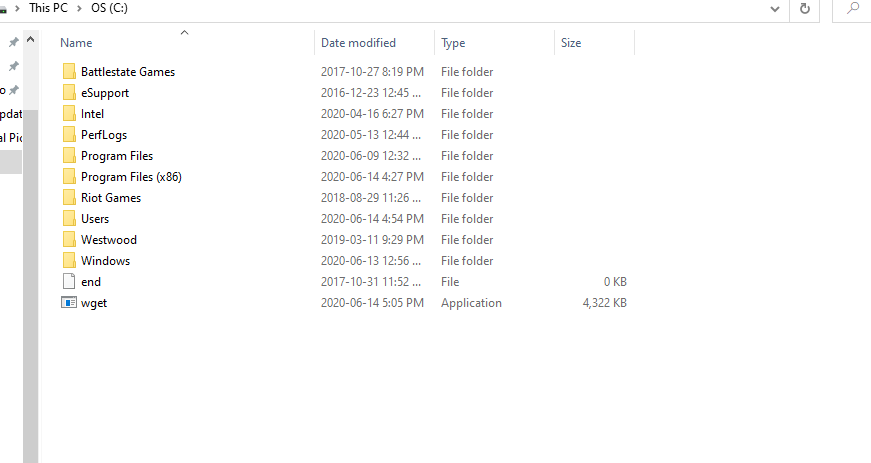 This PC > OS (C:)
Name Date modified Type Size
Battlestate Games 2017-10-27 8:19 PM File folder
eSupport 2016-12-23 12:45 ... File folder
Intel 2020-04-16 6:27 PM File folder
PerfLogs 2020-05-13 12:44 ... File folder
Program Files 2020-06-09 12:32 ... File folder
Program Files (x86) 2020-06-14 4:27 PM File folder
Riot Games 2018-08-29 11:26 ... File folder
Users 2020-06-14 4:54 PM File folder
Westwood 2019-03-11 9:29 PM File folder
Windows 2020-06-13 12:56 ... File folder
end 2017-10-31 11:52 ... File 0 KB
wget 2020-06-14 5:05 PM Application 4,322 KB